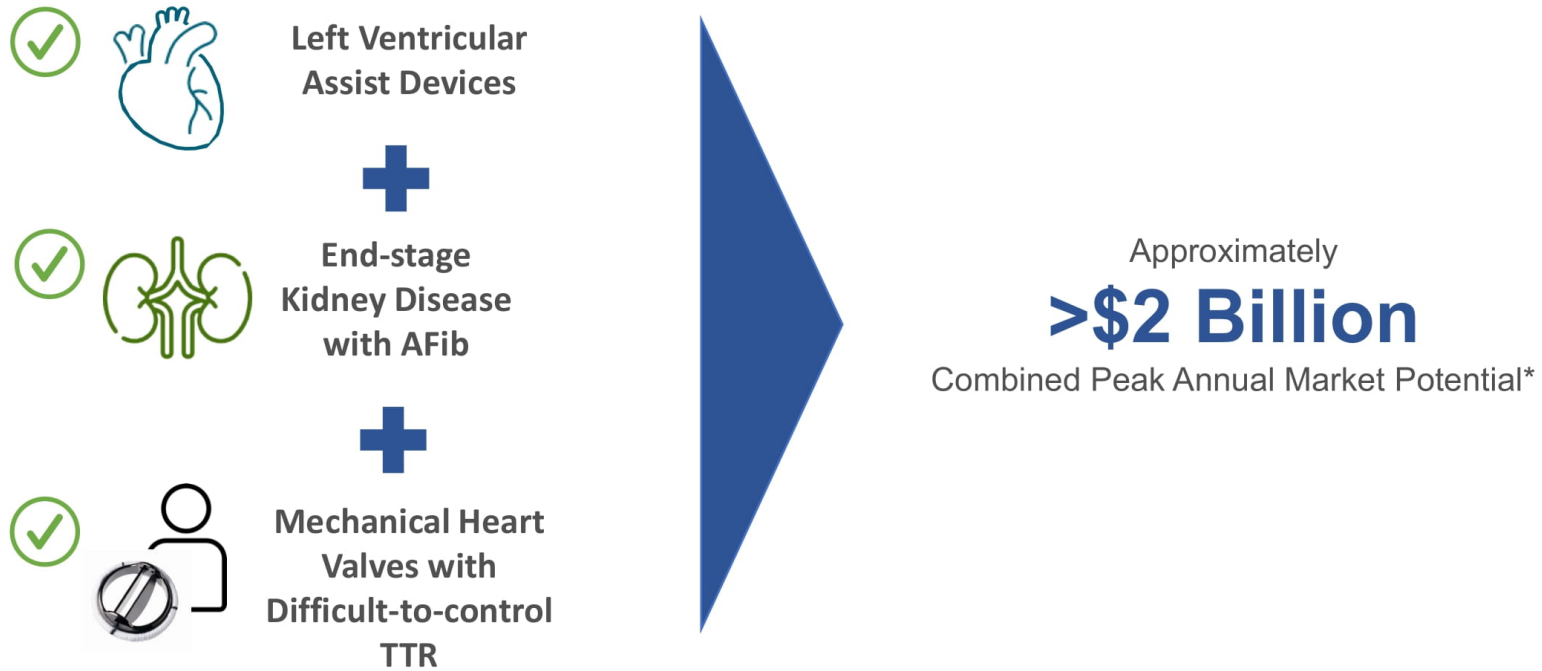 Left Ventricular
Assist Devices
End-stage
Kidney Disease
with AFib
Mechanical Heart
Valves with
Difficult-to-control
TTR
Approximately
>$2 Billion
Combined Peak Annual Market Potential*